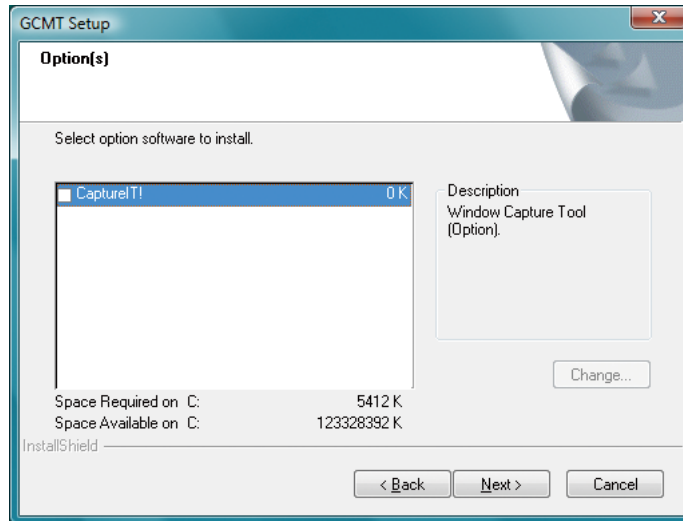 GCMT Setup
Option(s)
Select option software to install.
CaptureIT! 0 K
Description
Window Capture Tool
(Option).
Change...
Space Required on C: 5412 K
Space Available on C: 123328392 K
InstallShield
< Back Next > Cancel